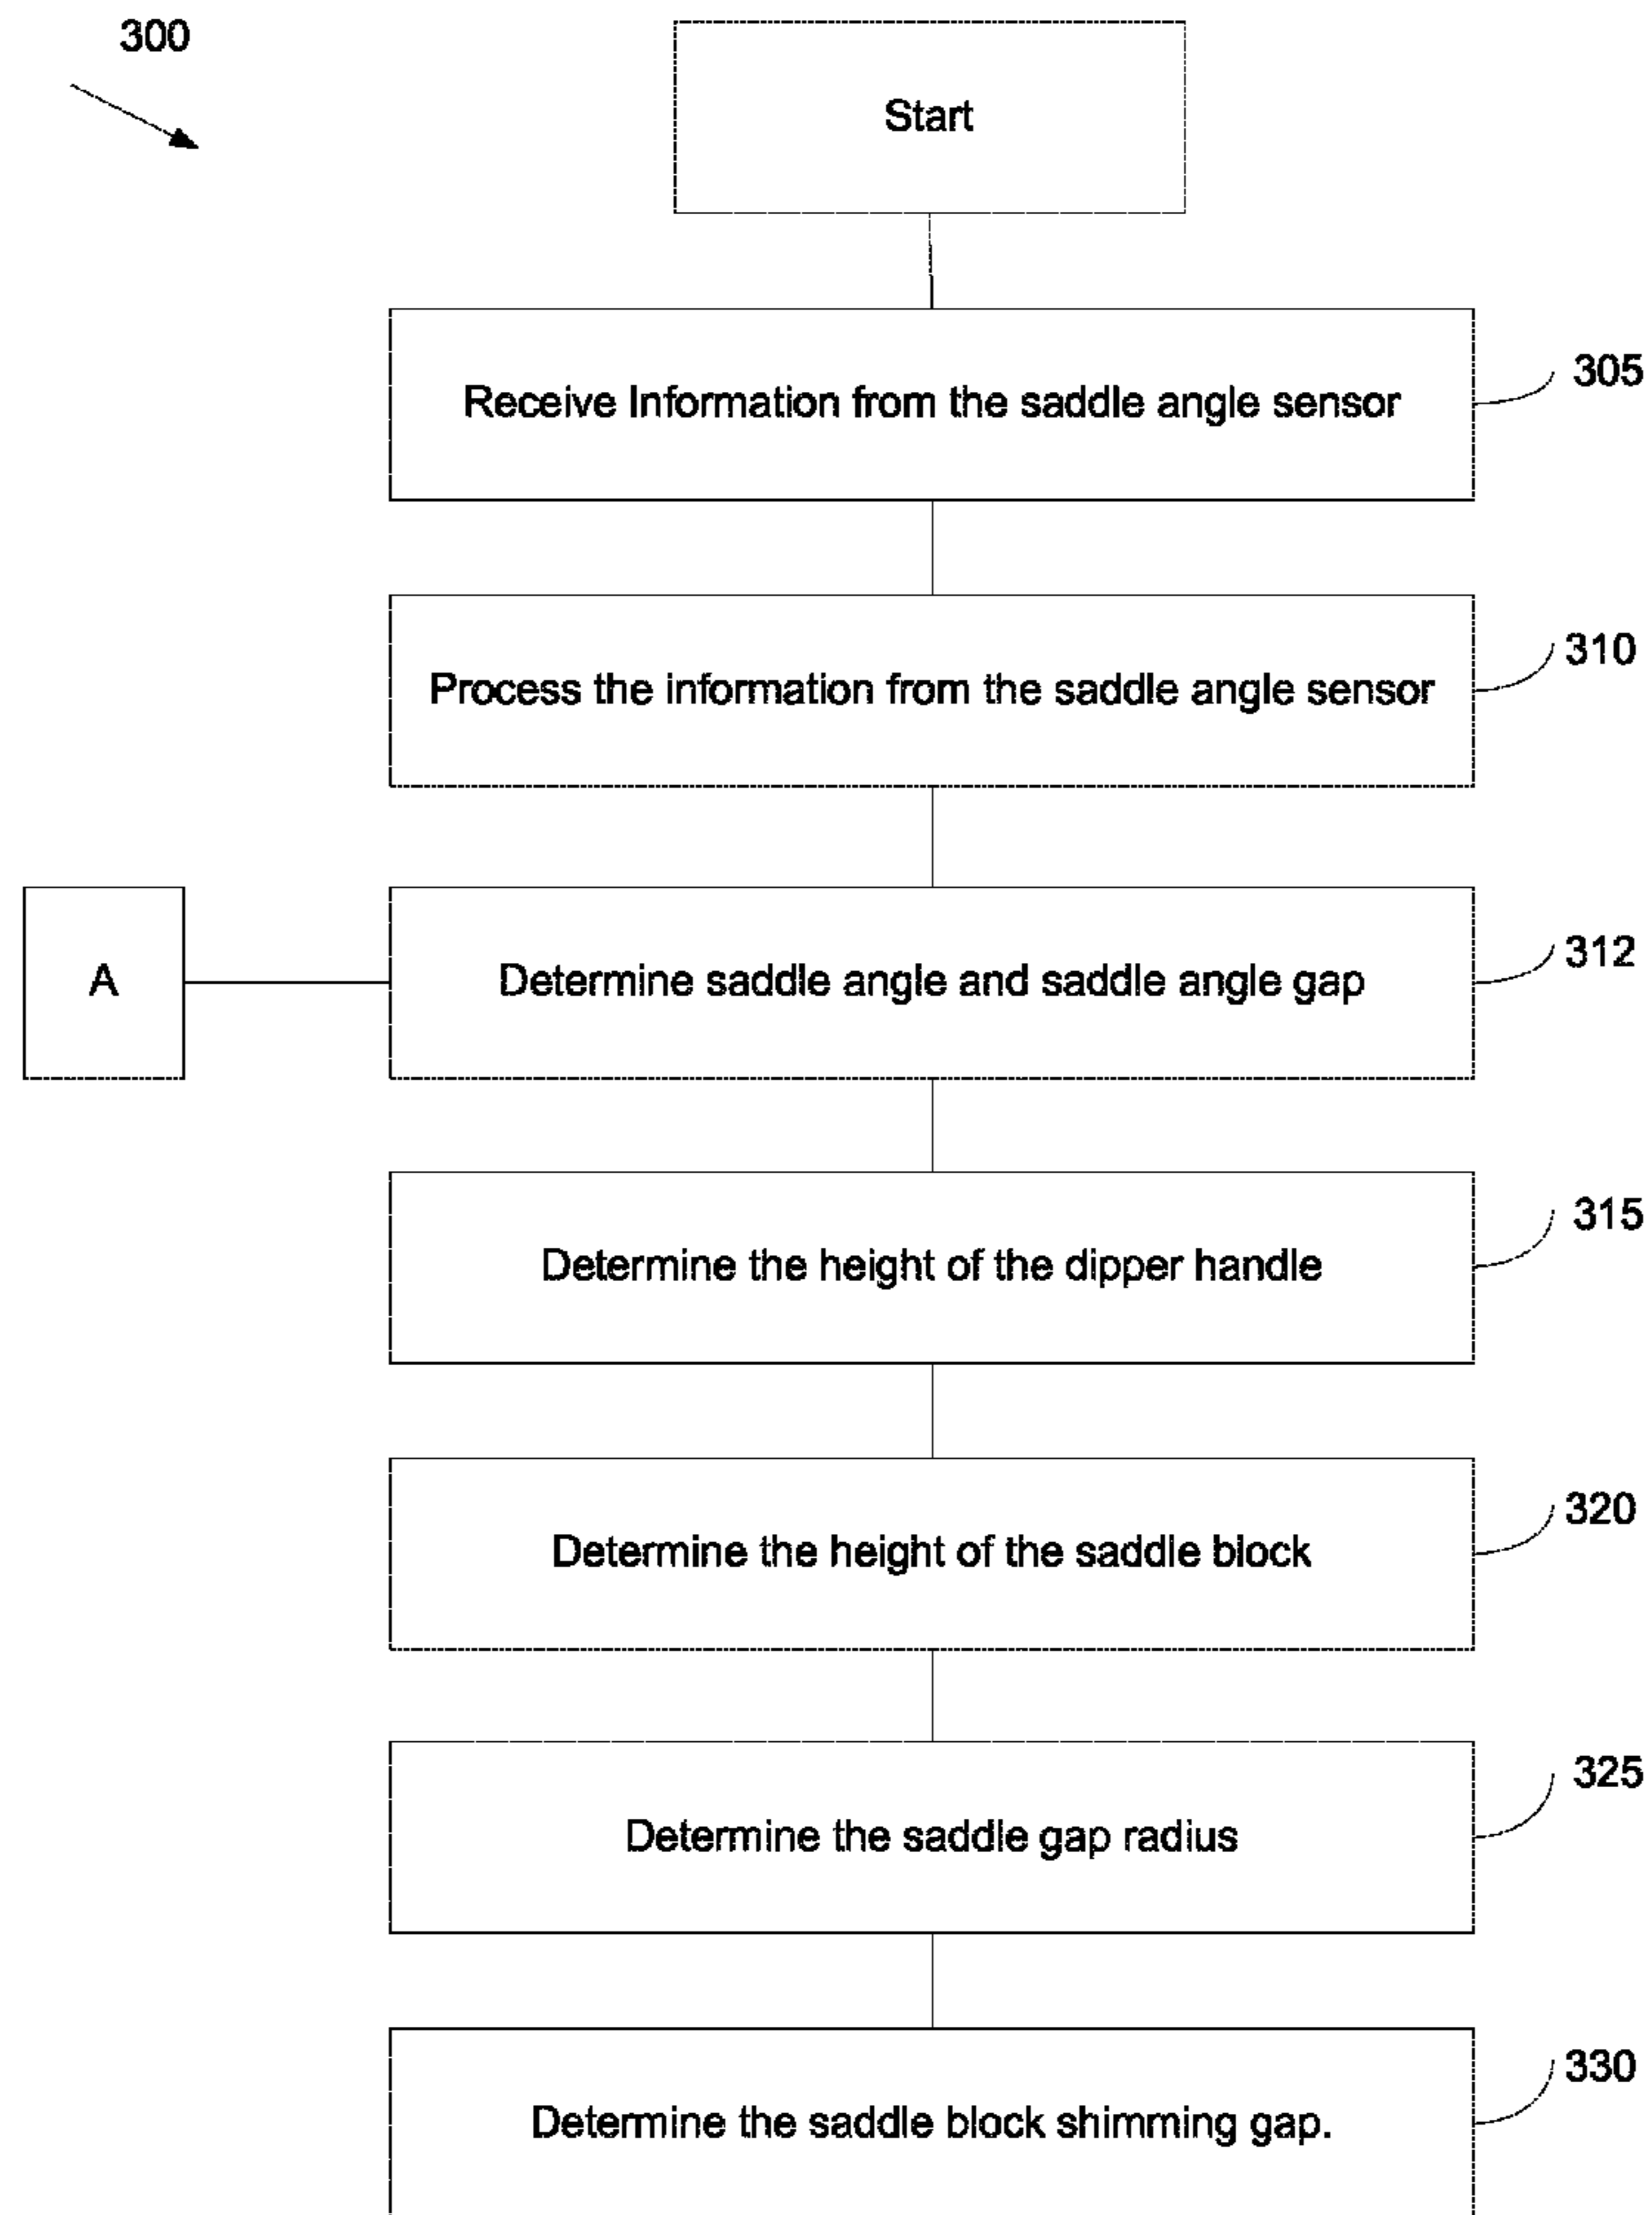 300
Start
Receive Information from the saddle angle sensor
305
Process the information from the saddle angle sensor
310
A
Determine saddle angle and saddle angle gap
312
Determine the height of the dipper handle
315
Determine the height of the saddle block
320
Determine the saddle gap radius
325
Determine the saddle block shimming gap.
330